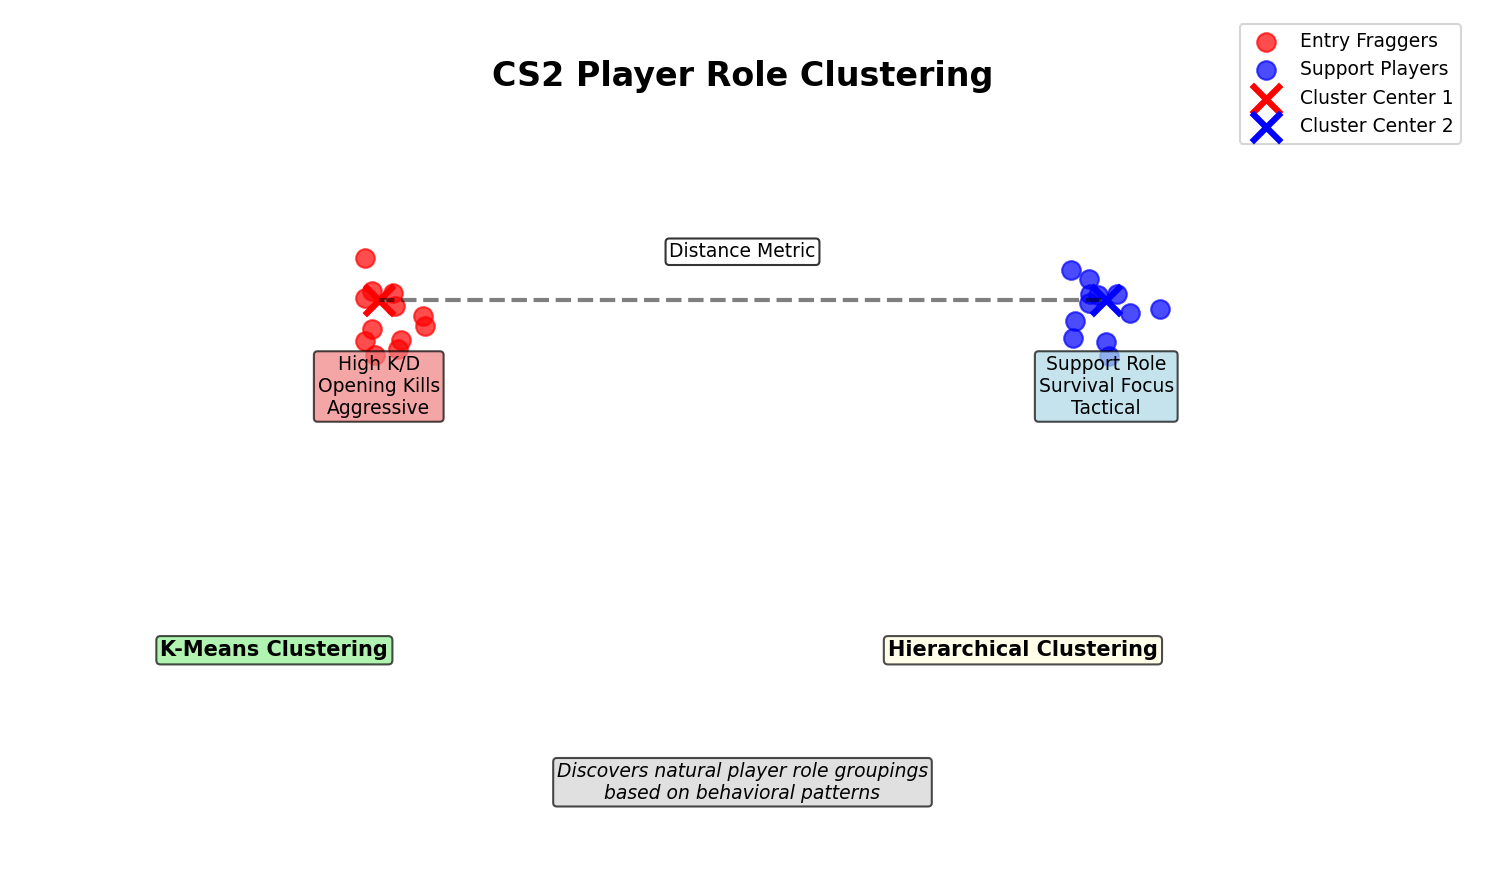 CS2 Player Role Clustering
Entry Fraggers
Support Players
Cluster Center 1
Cluster Center 2
Distance Metric
High K/D
Opening Kills
Aggressive
Support Role
Survival Focus
Tactical
K-Means Clustering
Hierarchical Clustering
Discovers natural player role groupings
based on behavioral patterns